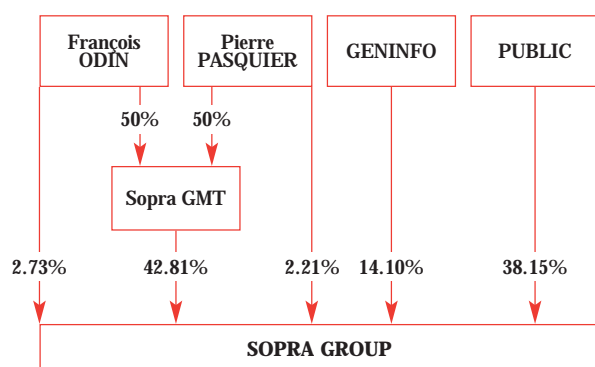 François
ODIN
Pierre
PASQUIER
GENINFO
PUBLIC
50%
50%
Sopra GMT
2.73%
42.81%
2.21%
14.10%
38.15%
SOPRA GROUP